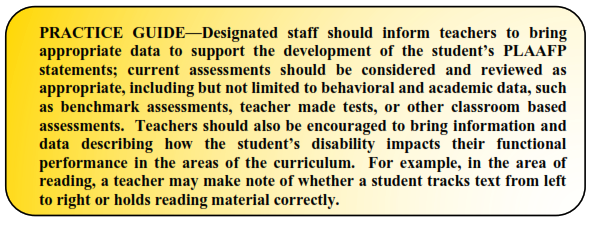 PRACTICE GUIDE—Designated staff should inform teachers to bring
appropriate data to support the development of the student's PLAAFP
statements; current assessments should be considered and reviewed as
appropriate, including but not limited to behavioral and academic data, such
as benchmark assessments, teacher made tests, or other classroom based
assessments. Teachers should also be encouraged to bring information and
data describing how the student's disability impacts their functional
performance in the areas of the curriculum. For example, in the area of
reading, a teacher may make note of whether a student tracks text from left
to right or holds reading material correctly.